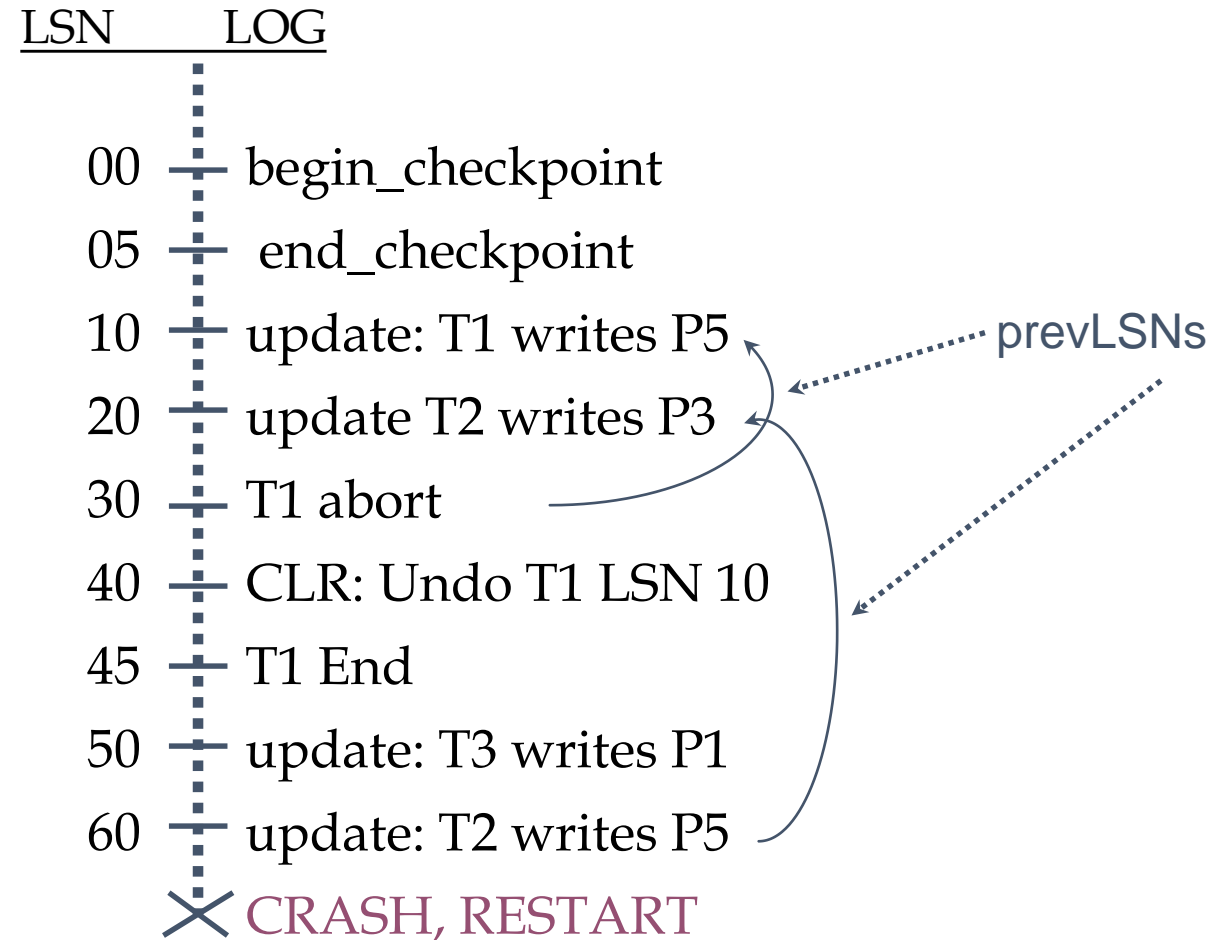 LSN LOG
00 begin_checkpoint
05 end_checkpoint
10 update: T1 writes P5
prevLSNs
20 update T2 writes P3
30 T1 abort
40 CLR: Undo T1 LSN 10
45 T1 End
50 update: T3 writes P1
60 update: T2 writes P5
CRASH, RESTART